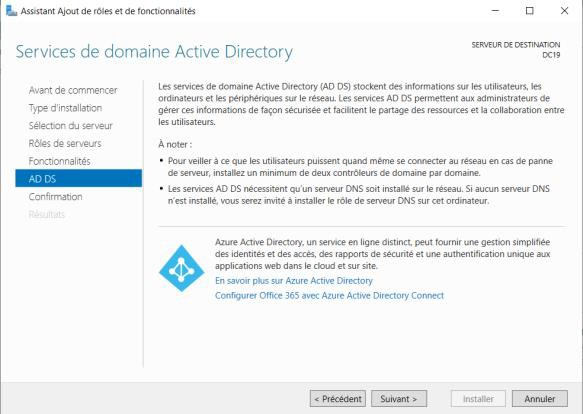 Assistant Ajout de rôles et de fonctionnalités
Services de domaine Active Directory
SERVEUR DE DESTINATION
DC19
Avant de commencer
Type d'installation
Sélection du serveur
Rôles de serveurs
Fonctionnalités
AD DS
Confirmation
Résultats
Les services de domaine Active Directory (AD DS) stockent des informations sur les utilisateurs, les
ordinateurs et les périphériques sur le réseau. Les services AD DS permettent aux administrateurs de
gérer ces informations de façon sécurisée et facilitent le partage des ressources et la collaboration entre
les utilisateurs.
À noter :
• Pour veiller à ce que les utilisateurs puissent quand même se connecter au réseau en cas de panne
de serveur, installez un minimum de deux contrôleurs de domaine par domaine.
• Les services AD DS nécessitent qu'un serveur DNS soit installé sur le réseau. Si aucun serveur DNS
n'est installé, vous serez invité à installer le rôle de serveur DNS sur cet ordinateur.
Azure Active Directory, un service en ligne distinct, peut fournir une gestion simplifiée
des identités et des accès, des rapports de sécurité et une authentification unique aux
applications web dans le cloud et sur site.
En savoir plus sur Azure Active Directory
Configurer Office 365 avec Azure Active Directory Connect
< Précédent
Suivant >
Installer
Annuler